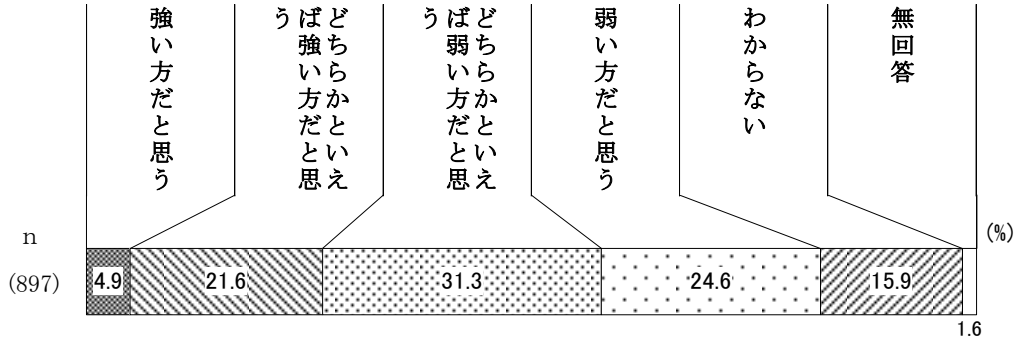 強い方だと思う
どちらかといえ
ば強い方だと思
う
どちらかといえ
ば弱い方だと思
う
弱い方だと思う
わからない
無回答
(%)
n
(897)
4.9
21.6
31.3
24.6
15.9
1.6